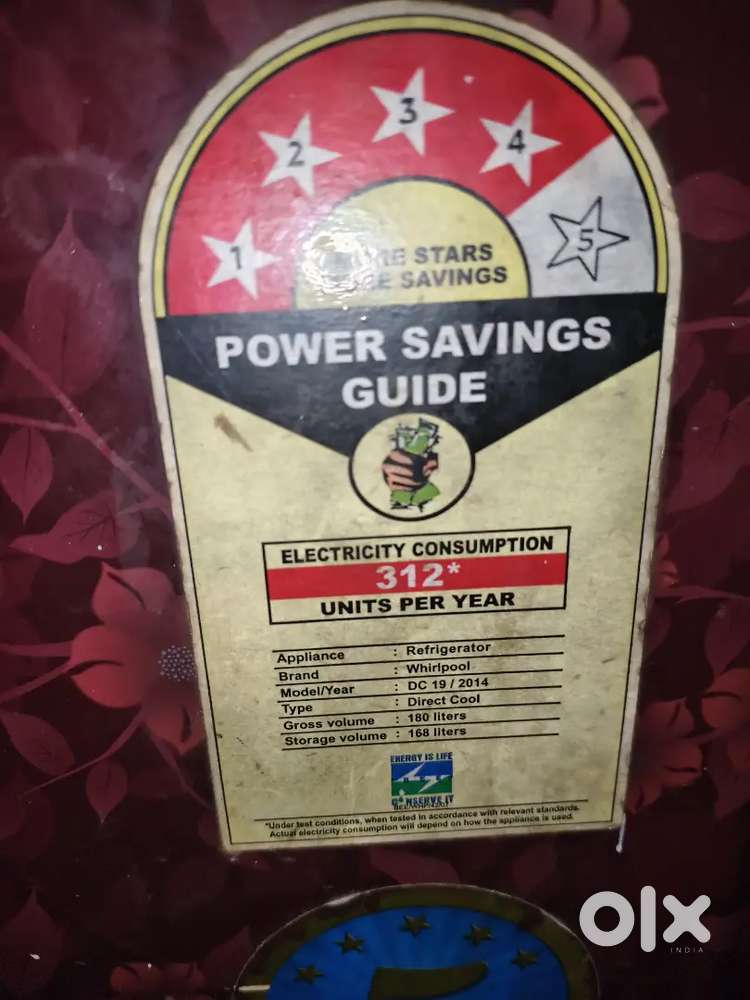 1
2
3
4
5
STARS
SAVINGS
POWER SAVINGS
GUIDE
ELECTRICITY CONSUMPTION
312*
UNITS PER YEAR
Appliance : Refrigerator
Brand : Whirlpool
Model/Year : DC 19 / 2014
Type : Direct Cool
Gross volume : 180 liters
Storage volume : 168 liters
ENERGY IS LIFE
CONSERVE IT
*Under test conditions, when tested in accordance with relevant standards.
Actual electricity consumption will depend on how the appliance is used.
olx
INDIA